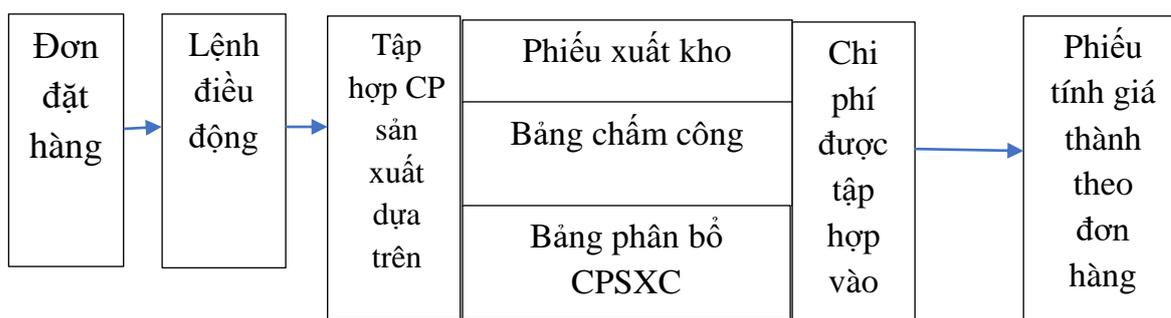 Đơn
đặt
hàng
Lệnh
điều
động
Tập
hợp CP
sản
xuất
dựa
trên
Phiếu xuất kho
Bảng chấm công
Bảng phân bổ
CPSXC
Chi
phí
được
tập
hợp
vào
Phiếu
tính giá
thành
theo
đơn
hàng